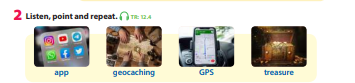 2 Listen, point and repeat. TR: 12.4
app geocaching GPS treasure